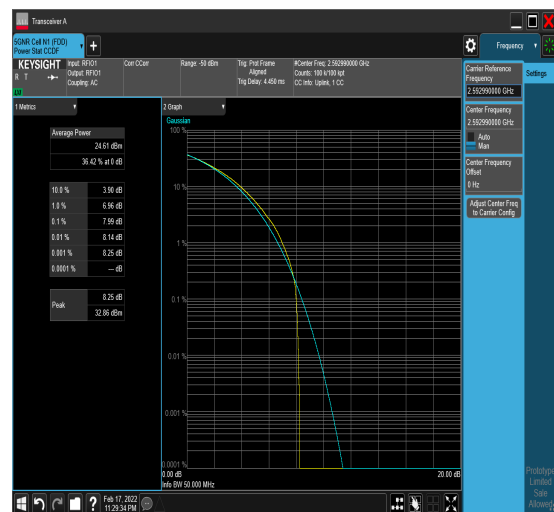 Transceiver A
5GNR Cell N1 (FDD)
Power Stat CCDF
Frequency
KEYSIGHT
R T
LU
Input: RFIO1
Output: RFIO1
Coupling: AC
Corr CCorr
Range: -50 dBm
Trig: Prdt Frame
Aligned
Trig Delay: 4.450 ms
#Center Freq: 2.592990000 GHz
Counts: 100 k/100 kpt
CC Info: Uplink, 1 CC
1 Metrics
Average Power
24.61 dBm
36.42 % at 0 dB
10.0 % 3.90 dB
1.0 % 6.96 dB
0.1 % 7.99 dB
0.01 % 8.14 dB
0.001 % 8.25 dB
0.0001 % --- dB
Peak
8.25 dB
32.86 dBm
2 Graph
Gaussian
100 %
10 %
1 %
0.1 %
0.01 %
0.001 %
0.0001 %
0.00 dB
20.00 dB
Info BW 50.000 MHz
Carrier Reference
Frequency
2.592990000 GHz
Center Frequency
2.592990000 GHz
Auto
Man
Center Frequency
Offset
0 Hz
Adjust Center Freq
to Carrier Config
Settings
Prototype
Limited
Sale
Allowed
?
Feb 17, 2022
11:29:34 PM